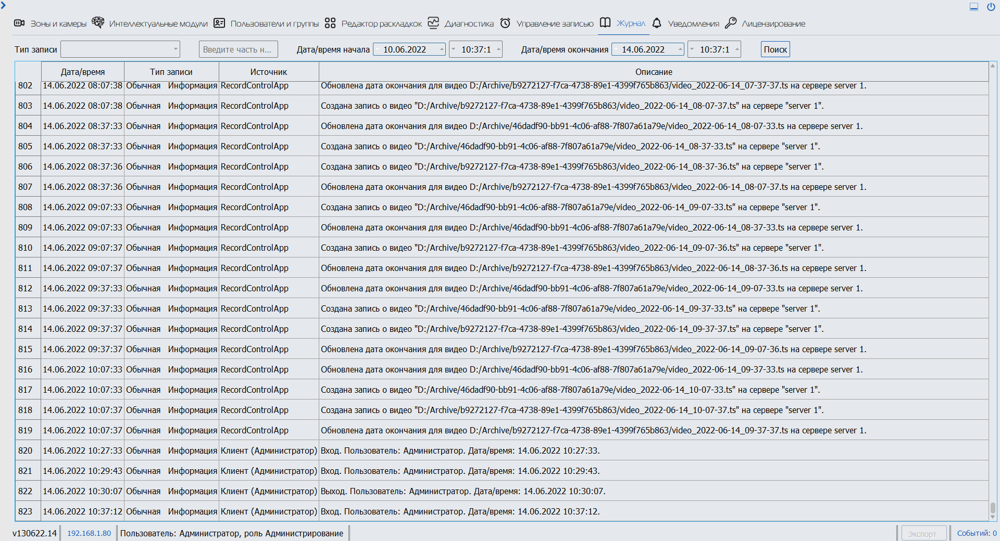 Зоны и камеры Интеллектуальные модули Пользователи и группы Редактор раскладкок Диагностика Управление записью Журнал Уведомления Лицензирование
Тип записи Введите часть н... Дата/время начала 10.06.2022 10:37:1 Дата/время окончания 14.06.2022 10:37:1 Поиск
Дата/время Тип записи Источник Описание
802 14.06.2022 08:07:38 Обычная Информация RecordControlApp Обновлена дата окончания для видео D:/Archive/b9272127-f7ca-4738-89e1-4399f765b863/video_2022-06-14_07-37-37.ts на сервере server 1.
803 14.06.2022 08:07:38 Обычная Информация RecordControlApp Создана запись о видео "D:/Archive/b9272127-f7ca-4738-89e1-4399f765b863/video_2022-06-14_08-07-37.ts" на сервере "server 1".
804 14.06.2022 08:37:33 Обычная Информация RecordControlApp Обновлена дата окончания для видео D:/Archive/46dadf90-bb91-4c06-af88-7f807a61a79e/video_2022-06-14_08-07-33.ts на сервере server 1.
805 14.06.2022 08:37:33 Обычная Информация RecordControlApp Создана запись о видео "D:/Archive/46dadf90-bb91-4c06-af88-7f807a61a79e/video_2022-06-14_08-37-33.ts" на сервере "server 1".
806 14.06.2022 08:37:36 Обычная Информация RecordControlApp Создана запись о видео "D:/Archive/b9272127-f7ca-4738-89e1-4399f765b863/video_2022-06-14_08-37-36.ts" на сервере "server 1".
807 14.06.2022 08:37:36 Обычная Информация RecordControlApp Обновлена дата окончания для видео D:/Archive/b9272127-f7ca-4738-89e1-4399f765b863/video_2022-06-14_08-07-37.ts на сервере server 1.
808 14.06.2022 09:07:33 Обычная Информация RecordControlApp Создана запись о видео "D:/Archive/46dadf90-bb91-4c06-af88-7f807a61a79e/video_2022-06-14_09-07-33.ts" на сервере "server 1".
809 14.06.2022 09:07:33 Обычная Информация RecordControlApp Обновлена дата окончания для видео D:/Archive/46dadf90-bb91-4c06-af88-7f807a61a79e/video_2022-06-14_08-37-33.ts на сервере server 1.
810 14.06.2022 09:07:37 Обычная Информация RecordControlApp Создана запись о видео "D:/Archive/b9272127-f7ca-4738-89e1-4399f765b863/video_2022-06-14_09-07-36.ts" на сервере "server 1".
811 14.06.2022 09:07:37 Обычная Информация RecordControlApp Обновлена дата окончания для видео D:/Archive/b9272127-f7ca-4738-89e1-4399f765b863/video_2022-06-14_08-37-36.ts на сервере server 1.
812 14.06.2022 09:37:33 Обычная Информация RecordControlApp Обновлена дата окончания для видео D:/Archive/46dadf90-bb91-4c06-af88-7f807a61a79e/video_2022-06-14_09-07-33.ts на сервере server 1.
813 14.06.2022 09:37:33 Обычная Информация RecordControlApp Создана запись о видео "D:/Archive/46dadf90-bb91-4c06-af88-7f807a61a79e/video_2022-06-14_09-37-33.ts" на сервере "server 1".
814 14.06.2022 09:37:37 Обычная Информация RecordControlApp Создана запись о видео "D:/Archive/b9272127-f7ca-4738-89e1-4399f765b863/video_2022-06-14_09-37-37.ts" на сервере "server 1".
815 14.06.2022 09:37:37 Обычная Информация RecordControlApp Обновлена дата окончания для видео D:/Archive/b9272127-f7ca-4738-89e1-4399f765b863/video_2022-06-14_09-07-36.ts на сервере server 1.
816 14.06.2022 10:07:33 Обычная Информация RecordControlApp Обновлена дата окончания для видео D:/Archive/46dadf90-bb91-4c06-af88-7f807a61a79e/video_2022-06-14_09-37-33.ts на сервере server 1.
817 14.06.2022 10:07:33 Обычная Информация RecordControlApp Создана запись о видео "D:/Archive/46dadf90-bb91-4c06-af88-7f807a61a79e/video_2022-06-14_10-07-33.ts" на сервере "server 1".
818 14.06.2022 10:07:37 Обычная Информация RecordControlApp Создана запись о видео "D:/Archive/b9272127-f7ca-4738-89e1-4399f765b863/video_2022-06-14_10-07-37.ts" на сервере "server 1".
819 14.06.2022 10:07:37 Обычная Информация RecordControlApp Обновлена дата окончания для видео D:/Archive/b9272127-f7ca-4738-89e1-4399f765b863/video_2022-06-14_09-37-37.ts на сервере server 1.
820 14.06.2022 10:27:33 Обычная Информация Клиент (Администратор) Вход. Пользователь: Администратор. Дата/время: 14.06.2022 10:27:33.
821 14.06.2022 10:29:43 Обычная Информация Клиент (Администратор) Вход. Пользователь: Администратор. Дата/время: 14.06.2022 10:29:43.
822 14.06.2022 10:30:07 Обычная Информация Клиент (Администратор) Выход. Пользователь: Администратор. Дата/время: 14.06.2022 10:30:07.
823 14.06.2022 10:37:12 Обычная Информация Клиент (Администратор) Вход. Пользователь: Администратор. Дата/время: 14.06.2022 10:37:12.
v130622.14 192.168.1.80 Пользователь: Администратор, роль Администрирование Экспорт Событий: 0